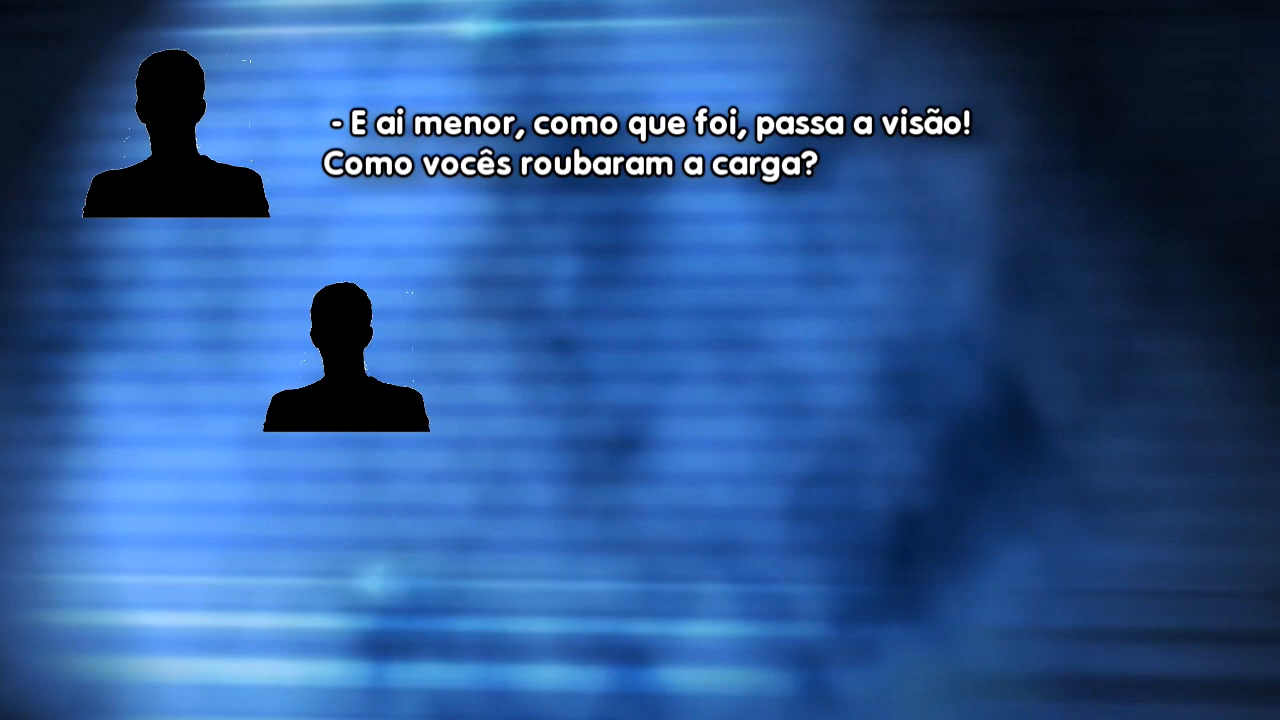 - E ai menor, como que foi, passa a visão!
Como vocês roubaram a carga?